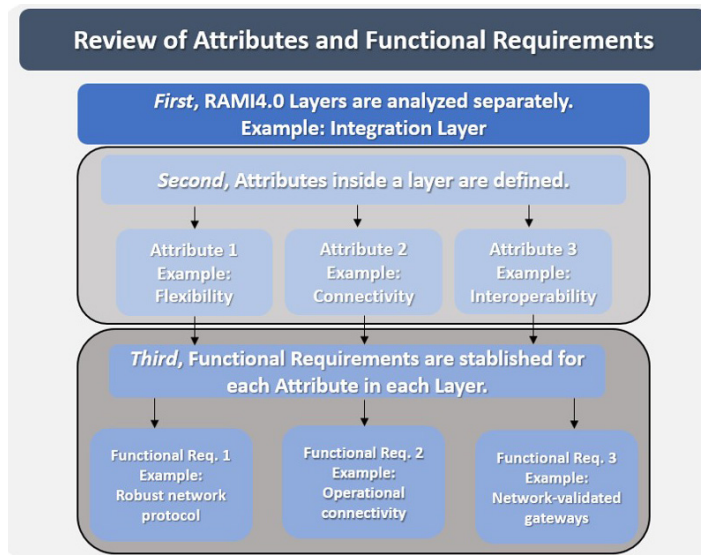 Review of Attributes and Functional Requirements
First, RAMI4.0 Layers are analyzed separately.
Example: Integration Layer
Second, Attributes inside a layer are defined.
Attribute 1
Example:
Flexibility
Attribute 2
Example:
Connectivity
Attribute 3
Example:
Interoperability
Third, Functional Requirements are stablished for
each Attribute in each Layer.
Functional Req. 1
Example:
Robust network
protocol
Functional Req. 2
Example:
Operational
connectivity
Functional Req. 3
Example:
Network-validated
gateways